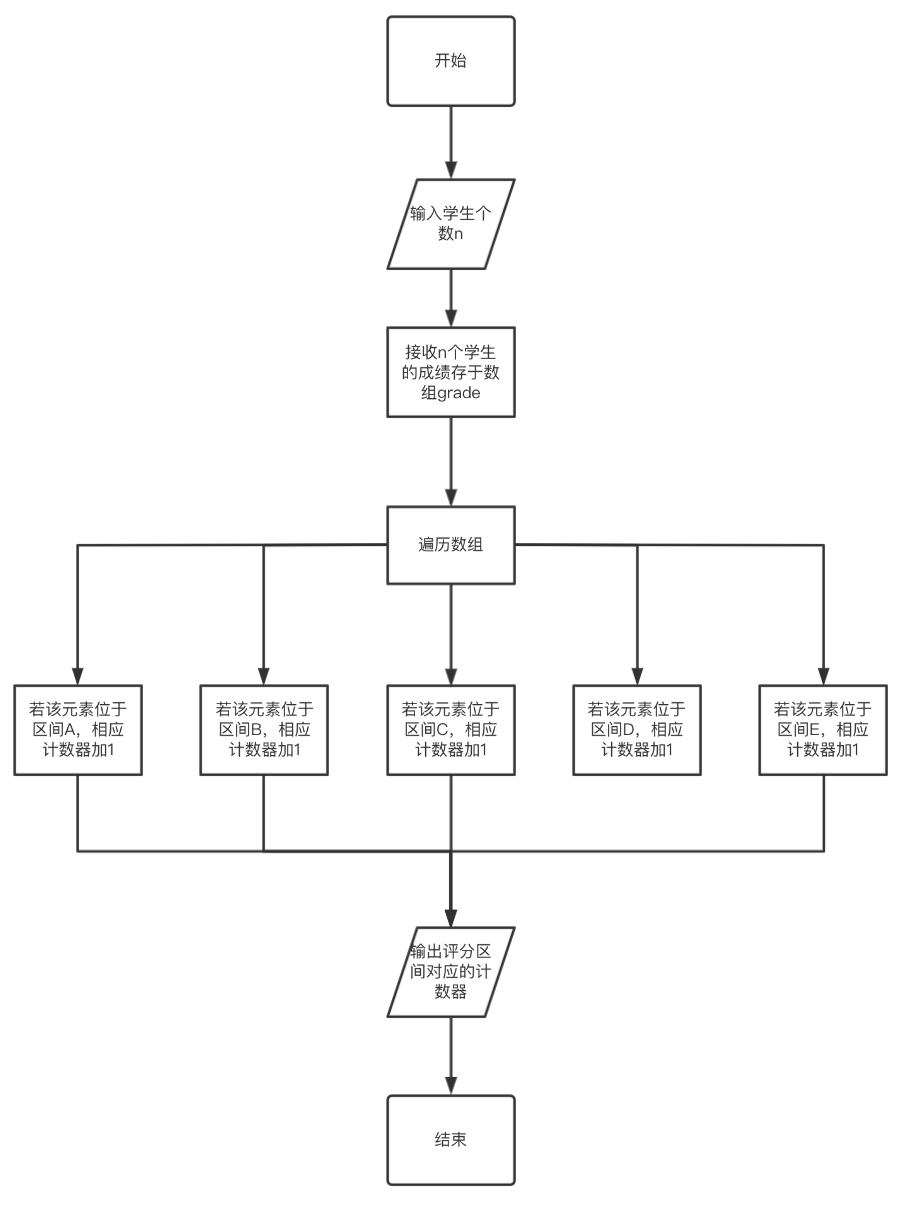 开始
输入学生个
数n
接收n个学生
的成绩存于数
组grade
遍历数组
若该元素位于
区间A，相应
计数器加1
若该元素位于
区间B，相应
计数器加1
若该元素位于
区间C，相应
计数器加1
若该元素位于
区间D，相应
计数器加1
若该元素位于
区间E，相应
计数器加1
输出评分区
间对应的计
数器
结束